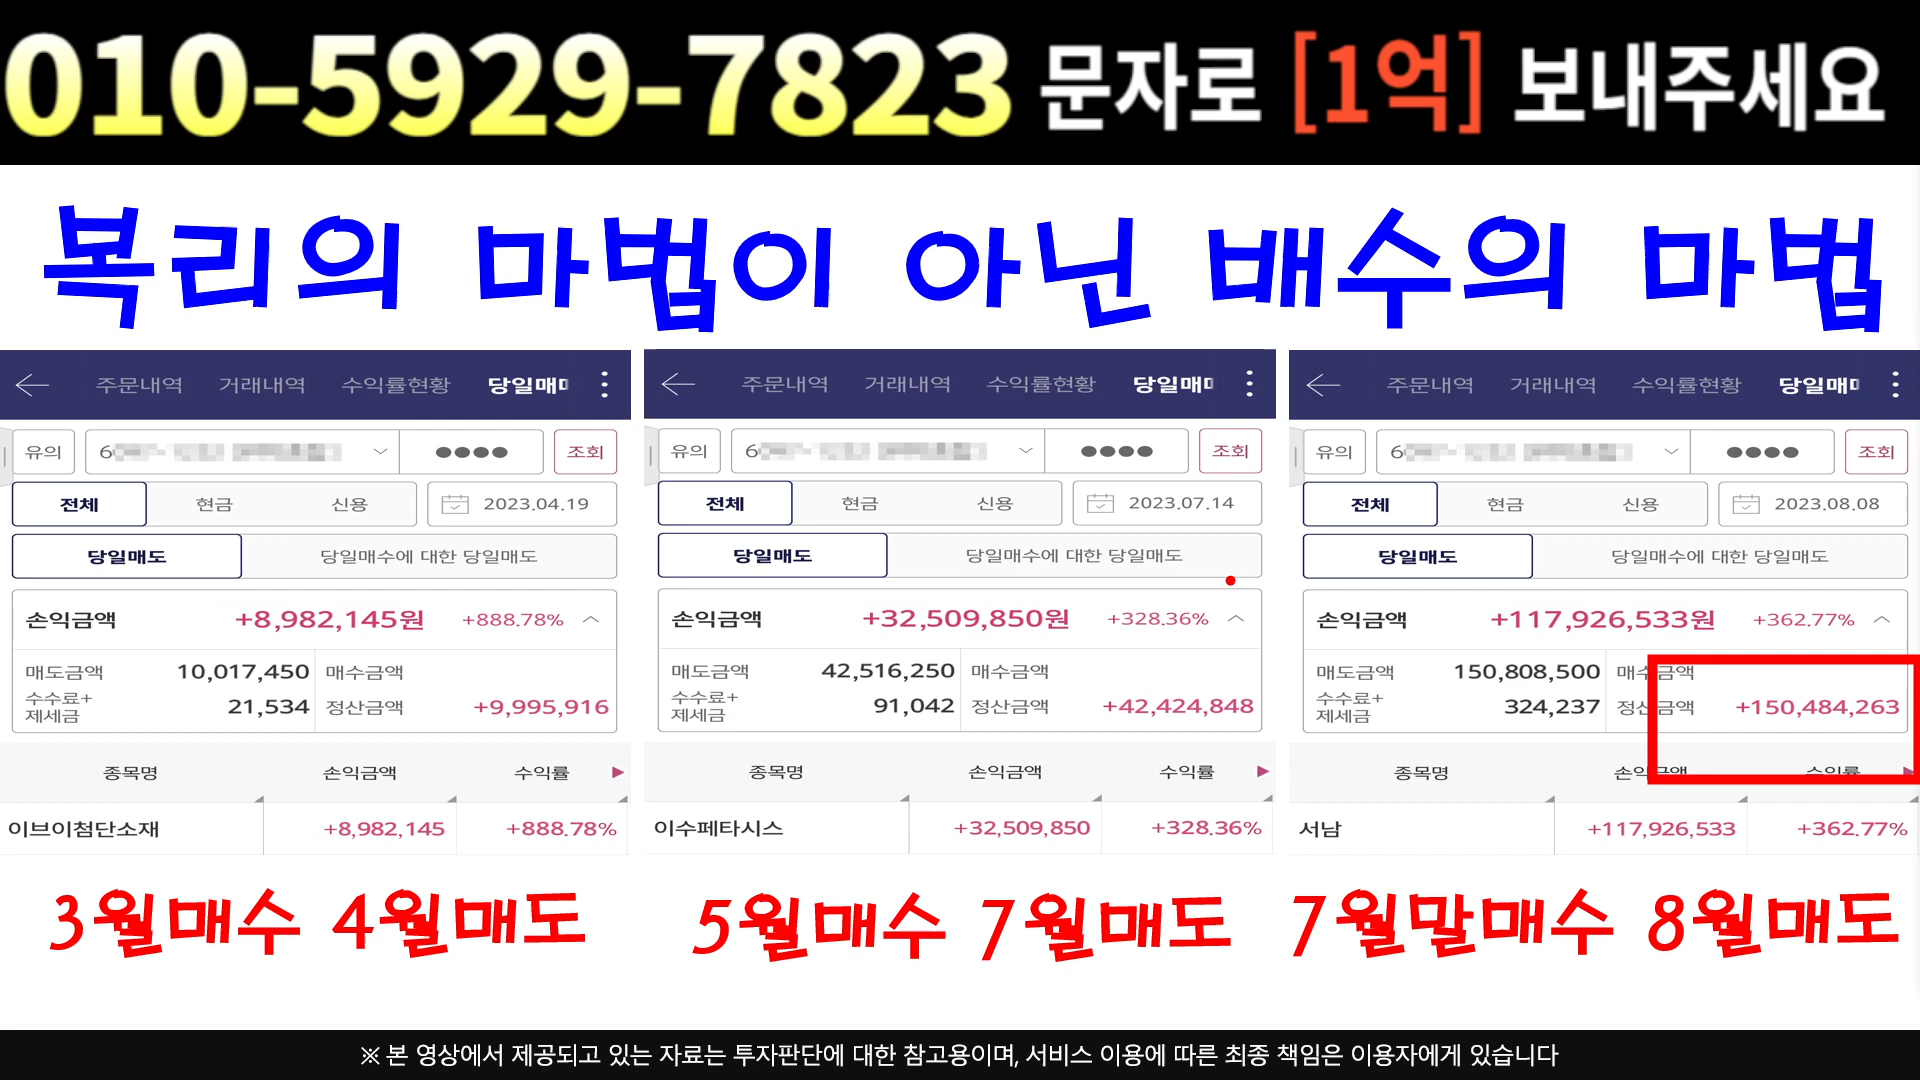 010-5929-7823 문자로 [1억] 보내주세요
복리의 마법이 아닌 배수의 마법
주문내역 거래내역 수익률현황 당일매
유의 6 ●●●● 조회
전체 현금 신용 2023.04.19
당일매도 당일매수에 대한 당일매도
손익금액 +8,982,145원 +888.78%
매도금액 10,017,450 매수금액
수수료+
제세금 21,534 정산금액 +9,995,916
종목명 손익금액 수익률
이브이첨단소재 +8,982,145 +888.78%
3월매수 4월매도
주문내역 거래내역 수익률현황 당일매
유의 6 ●●●● 조회
전체 현금 신용 2023.07.14
당일매도 당일매수에 대한 당일매도
손익금액 +32,509,850원 +328.36%
매도금액 42,516,250 매수금액
수수료+
제세금 91,042 정산금액 +42,424,848
종목명 손익금액 수익률
이수페타시스 +32,509,850 +328.36%
5월매수 7월매도
주문내역 거래내역 수익률현황 당일매
유의 6 ●●●● 조회
전체 현금 신용 2023.08.08
당일매도 당일매수에 대한 당일매도
손익금액 +117,926,533원 +362.77%
매도금액 150,808,500 매수금액
수수료+
제세금 324,237 정산금액 +150,484,263
종목명 손익금액 수익률
서남 +117,926,533 +362.77%
7월말매수 8월매도
※ 본 영상에서 제공되고 있는 자료는 투자판단에 대한 참고용이며, 서비스 이용에 따른 최종 책임은 이용자에게 있습니다